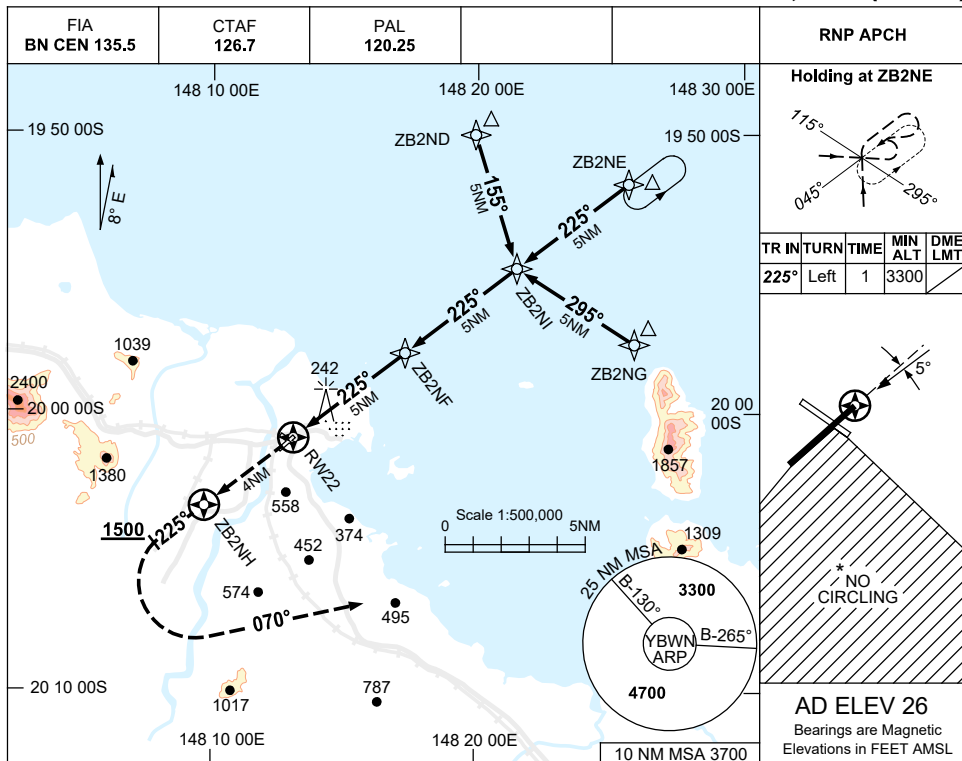 FIA
BN CEN 135.5
CTAF
126.7
PAL
120.25
RNP APCH
148 10 00E
148 20 00E
148 30 00E
19 50 00S
19 50 00S
8° E
ZB2ND
ZB2NE
155°
5NM
225°
5NM
ZB2NI
225°
5NM
295°
5NM
ZB2NG
ZB2NF
1039
242
225°
5NM
2400
20 00 00S
500
20 00
00S
1380
RW22
1857
4NM
558
ZB2NH
374
1500
225°
452
Scale 1:500,000
0
5NM
1309
574
070°
495
25 NM MSA
B-130°
3300
B-265°
YBWN
ARP
4700
20 10 00S
1017
787
148 10 00E
148 20 00E
10 NM MSA 3700
Holding at ZB2NE
115°
045°
295°
TR IN TURN TIME MIN ALT DME LMT
225° Left 1 3300
5°
* NO
CIRCLING
AD ELEV 26
Bearings are Magnetic
Elevations in FEET AMSL